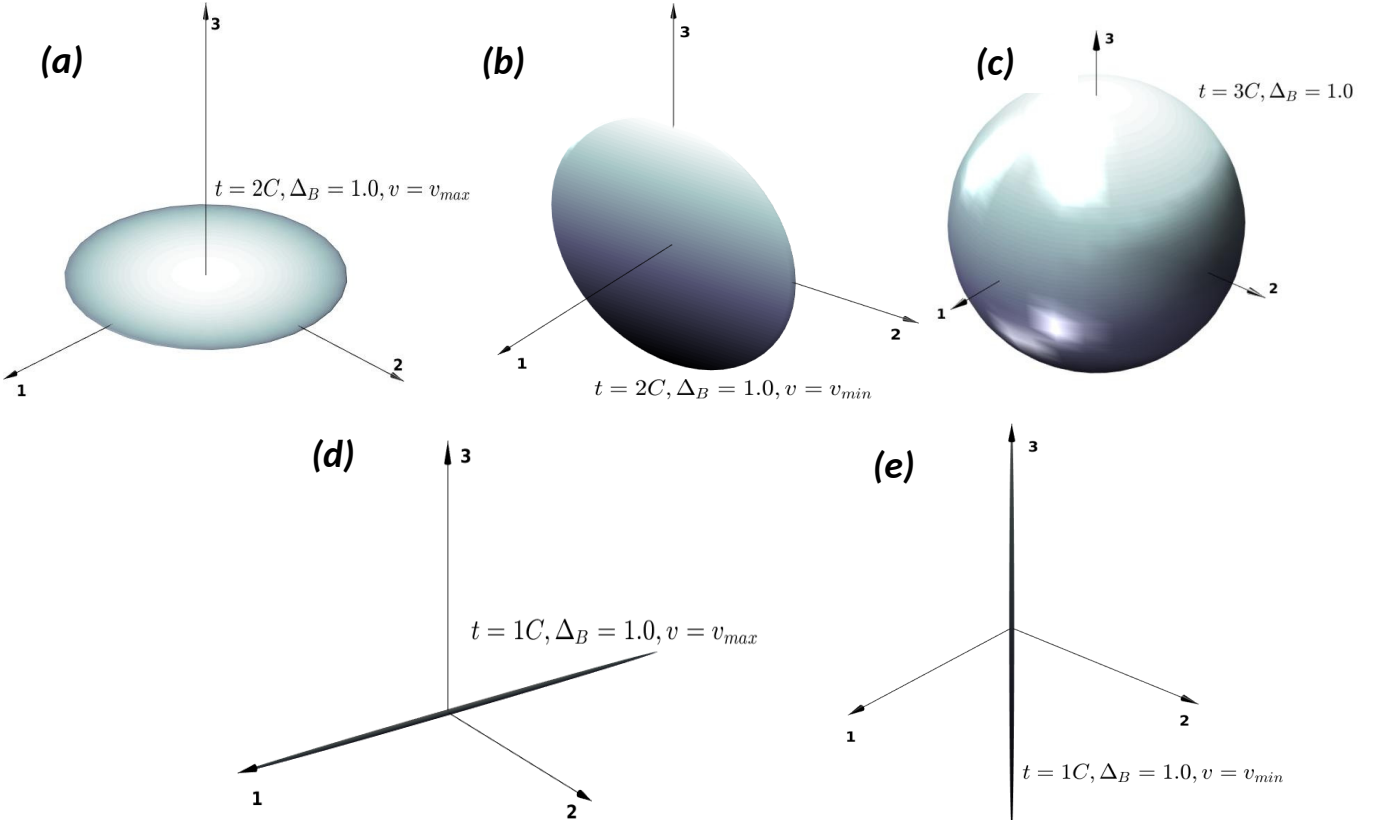 (a)
3
t = 2C, Δ_B = 1.0, v = v_max
1
2
(b)
3
1
2
t = 2C, Δ_B = 1.0, v = v_min
(c)
3
t = 3C, Δ_B = 1.0
1
2
(d)
3
t = 1C, Δ_B = 1.0, v = v_max
1
2
(e)
3
1
2
t = 1C, Δ_B = 1.0, v = v_min